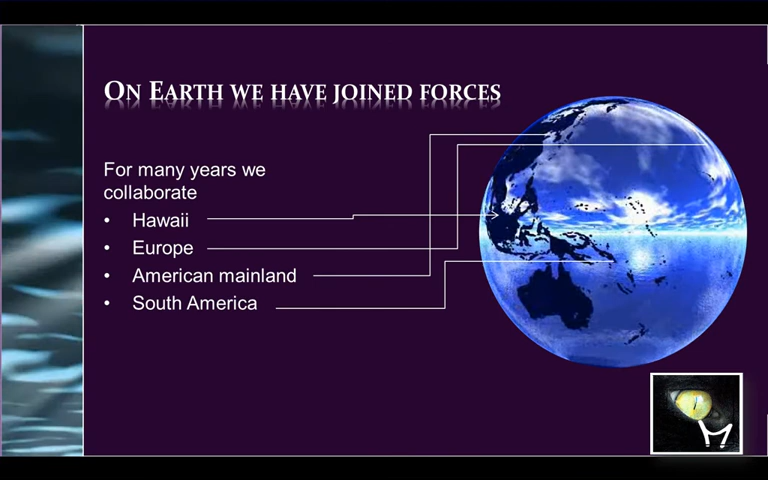 On Earth we have joined forces
For many years we
collaborate
• Hawaii
• Europe
• American mainland
• South America
M